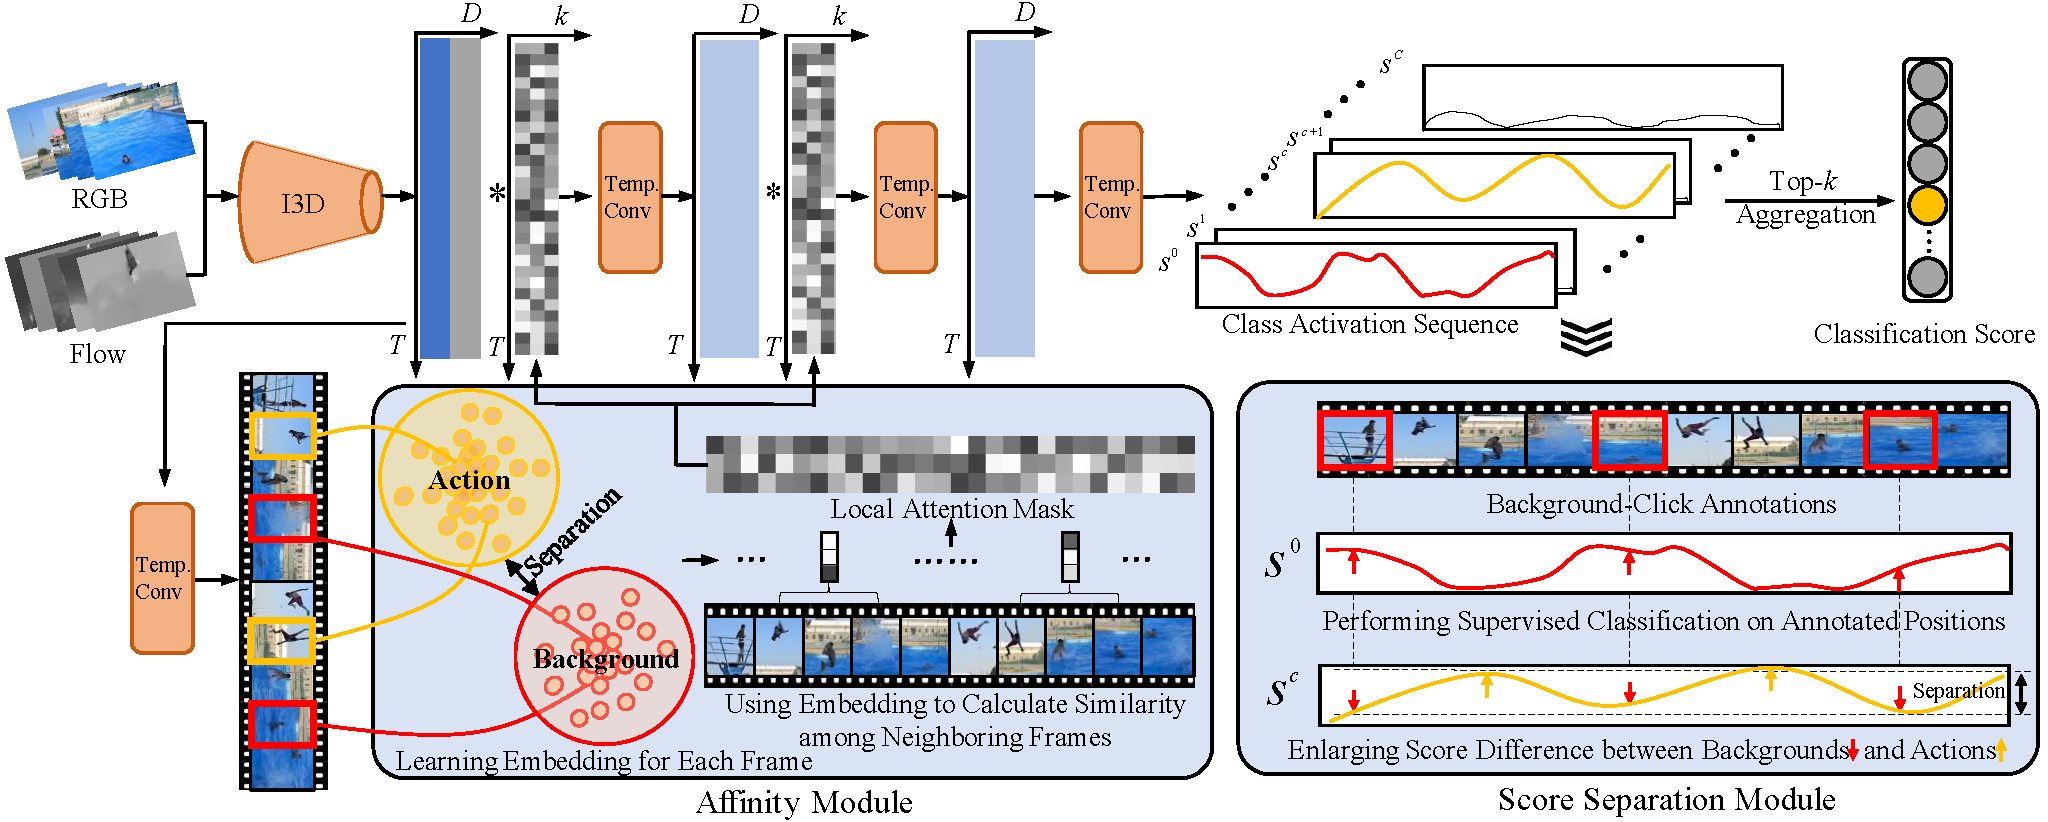 D
k
D
k
D
RGB
Flow
I3D
*
Temp.
Conv
*
Temp.
Conv
Temp.
Conv
T
T
T
T
T
s^0
s^1
s^c
s^{c+1}
s^C
Class Activation Sequence
Top-k
Aggregation
Classification Score
Temp.
Conv
Action
Separation
Background
Learning Embedding for Each Frame
Local Attention Mask
Using Embedding to Calculate Similarity
among Neighboring Frames
Affinity Module
Background-Click Annotations
S^0
Performing Supervised Classification on Annotated Positions
S^c
Separation
Enlarging Score Difference between Backgrounds and Actions
Score Separation Module